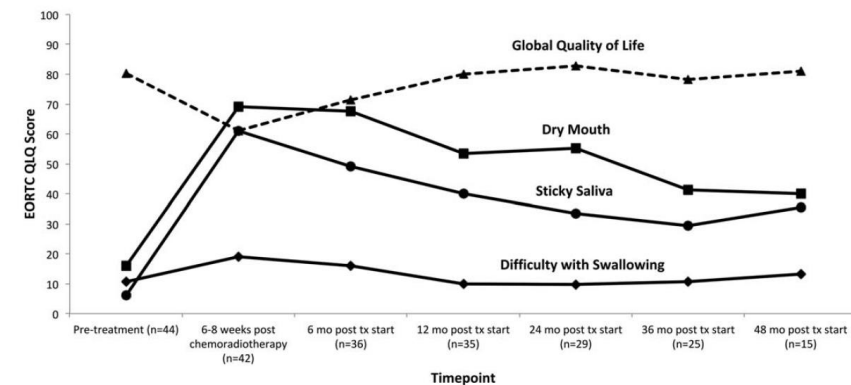 100
90
80
70
60
50
40
30
20
10
0
EORTC QLQ Score
Global Quality of Life
Dry Mouth
Sticky Saliva
Difficulty with Swallowing
Pre-treatment (n=44)
6-8 weeks post
chemoradiotherapy
(n=42)
6 mo post tx start
(n=36)
12 mo post tx start
(n=35)
24 mo post tx start
(n=29)
36 mo post tx start
(n=25)
48 mo post tx start
(n=15)
Timepoint